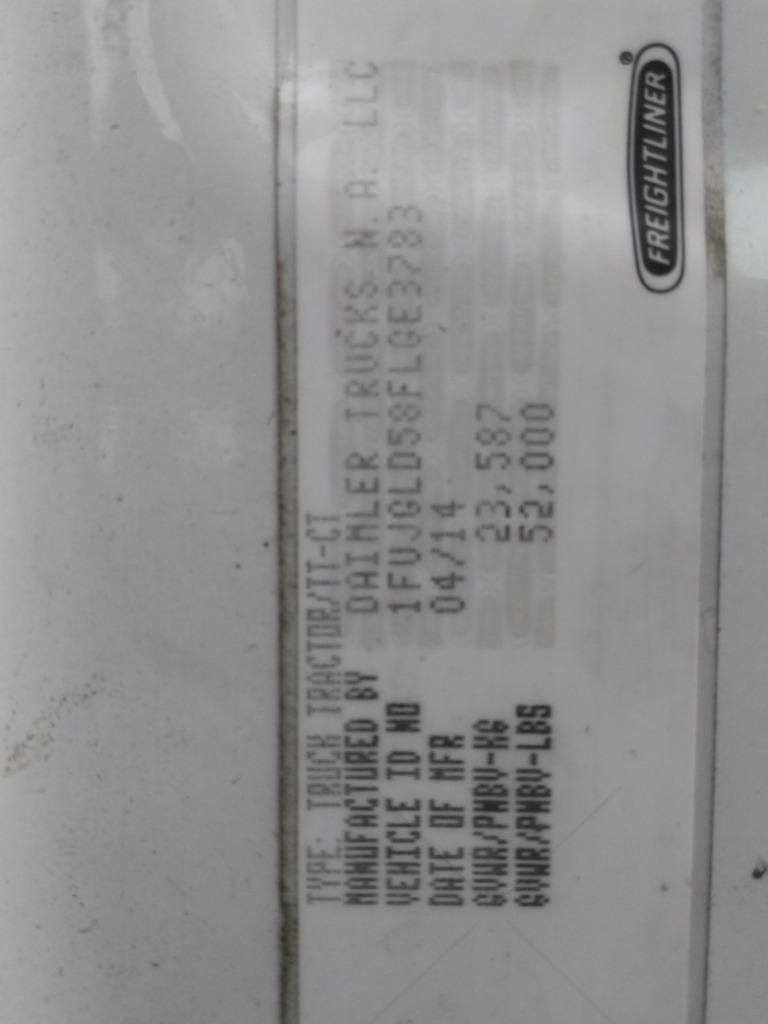 TYPE: TRUCK TRACTOR/TT-CT
MANUFACTURED BY DAIMLER TRUCKS N.A. LLC
VEHICLE ID NO 1FUJGLD58FLGE3783
DATE OF MFR 04/14
GVWR/PNBV-KG 23,587
GVWR/PNBV-LBS 52,000
FREIGHTLINER®